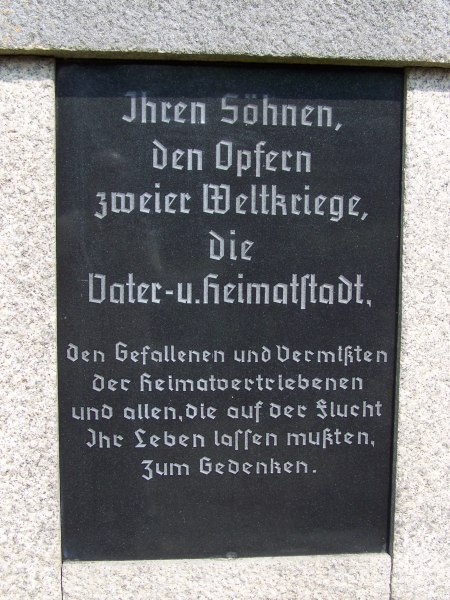 Ihren Söhnen,
den Opfern
zweier Weltkriege,
die
Vater-u.Heimatstadt,
den Gefallenen und Vermißten
der Heimatvertriebenen
und allen, die auf der Flucht
Ihr Leben lassen mußten,
zum Gedenken.